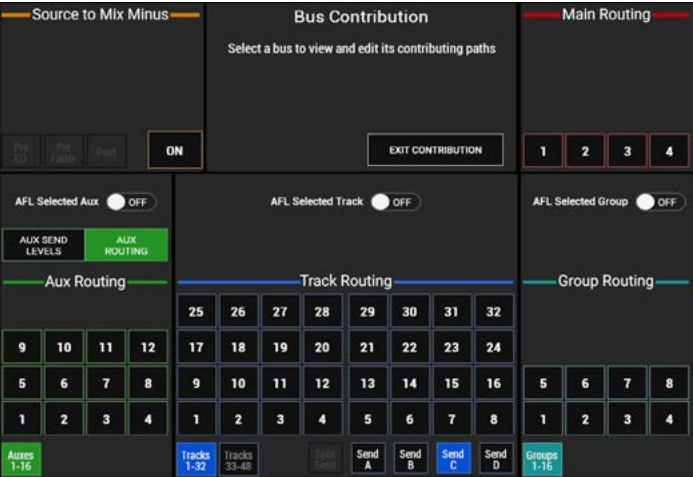 Source to Mix Minus
Pre
EQ
Pre
Fader
Post
ON
Bus Contribution
Select a bus to view and edit its contributing paths
EXIT CONTRIBUTION
Main Routing
1 2 3 4
AFL Selected Aux OFF
AUX SEND
LEVELS
AUX
ROUTING
Aux Routing
9 10 11 12
5 6 7 8
1 2 3 4
Auxes
1-16
AFL Selected Track OFF
Track Routing
25 26 27 28 29 30 31 32
17 18 19 20 21 22 23 24
9 10 11 12 13 14 15 16
1 2 3 4 5 6 7 8
Tracks
1-32
Tracks
33-48
Split
Send
Send
A
Send
B
Send
C
Send
D
AFL Selected Group OFF
Group Routing
5 6 7 8
1 2 3 4
Groups
1-16